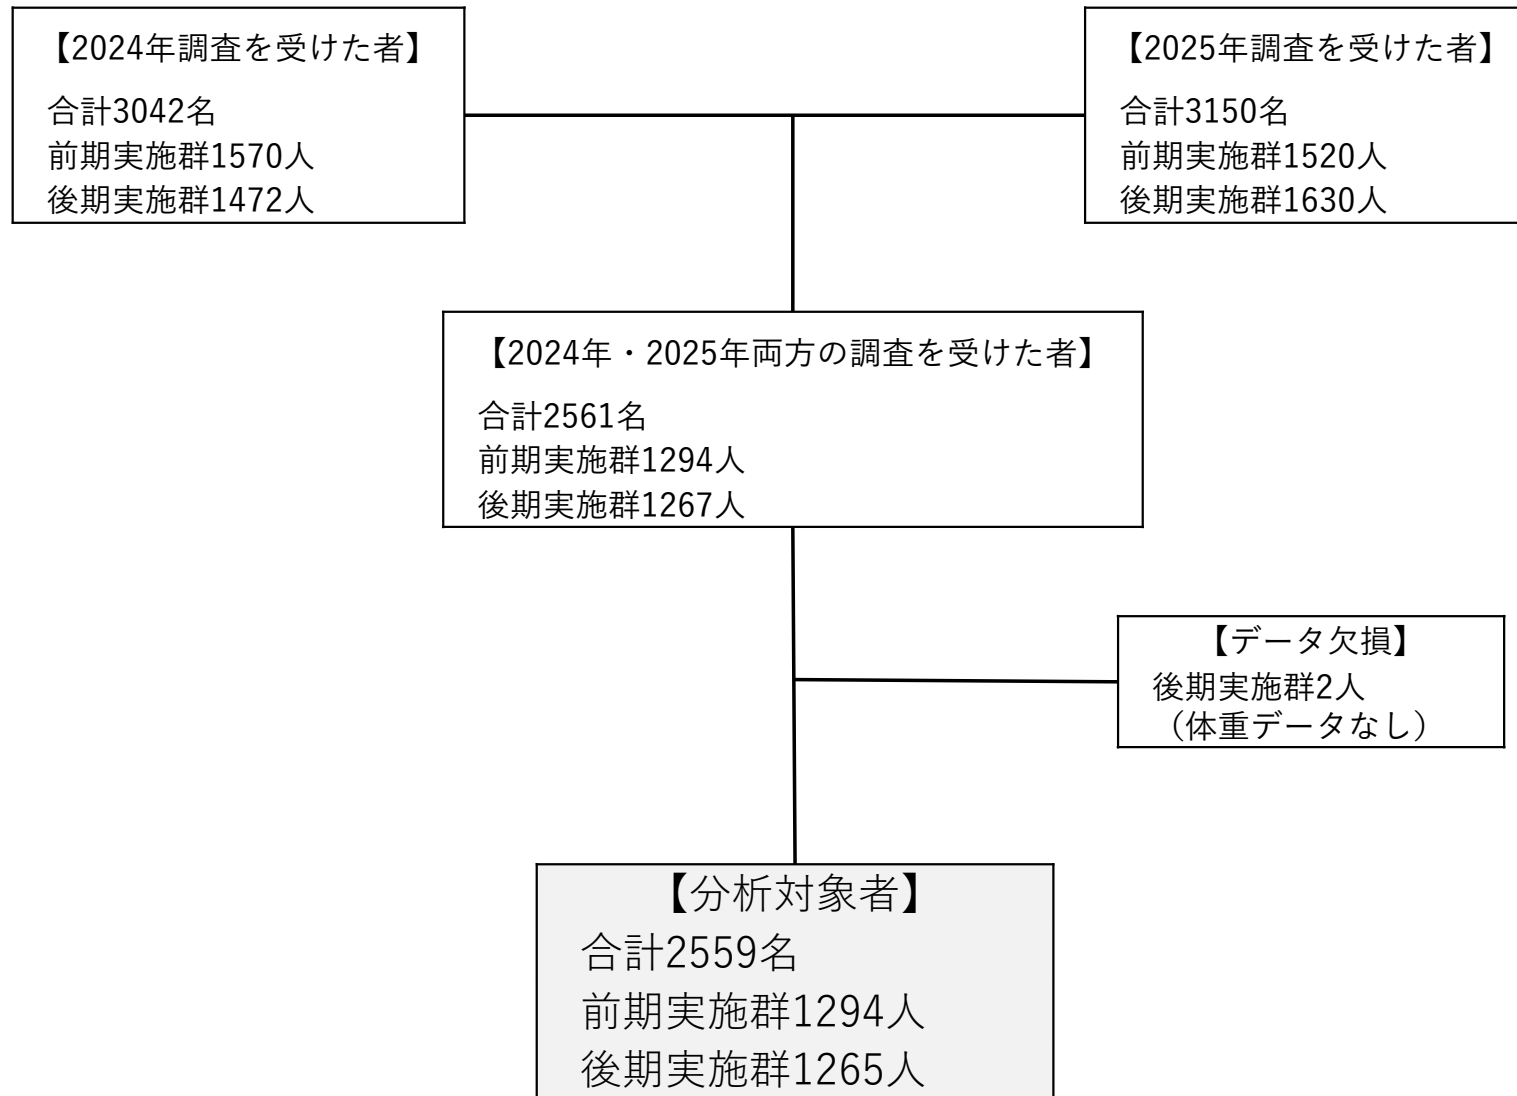 【2024年調査を受けた者】
合計3042名
前期実施群1570人
後期実施群1472人
【2025年調査を受けた者】
合計3150名
前期実施群1520人
後期実施群1630人
【2024年・2025年両方の調査を受けた者】
合計2561名
前期実施群1294人
後期実施群1267人
【データ欠損】
後期実施群2人
（体重データなし）
【分析対象者】
合計2559名
前期実施群1294人
後期実施群1265人